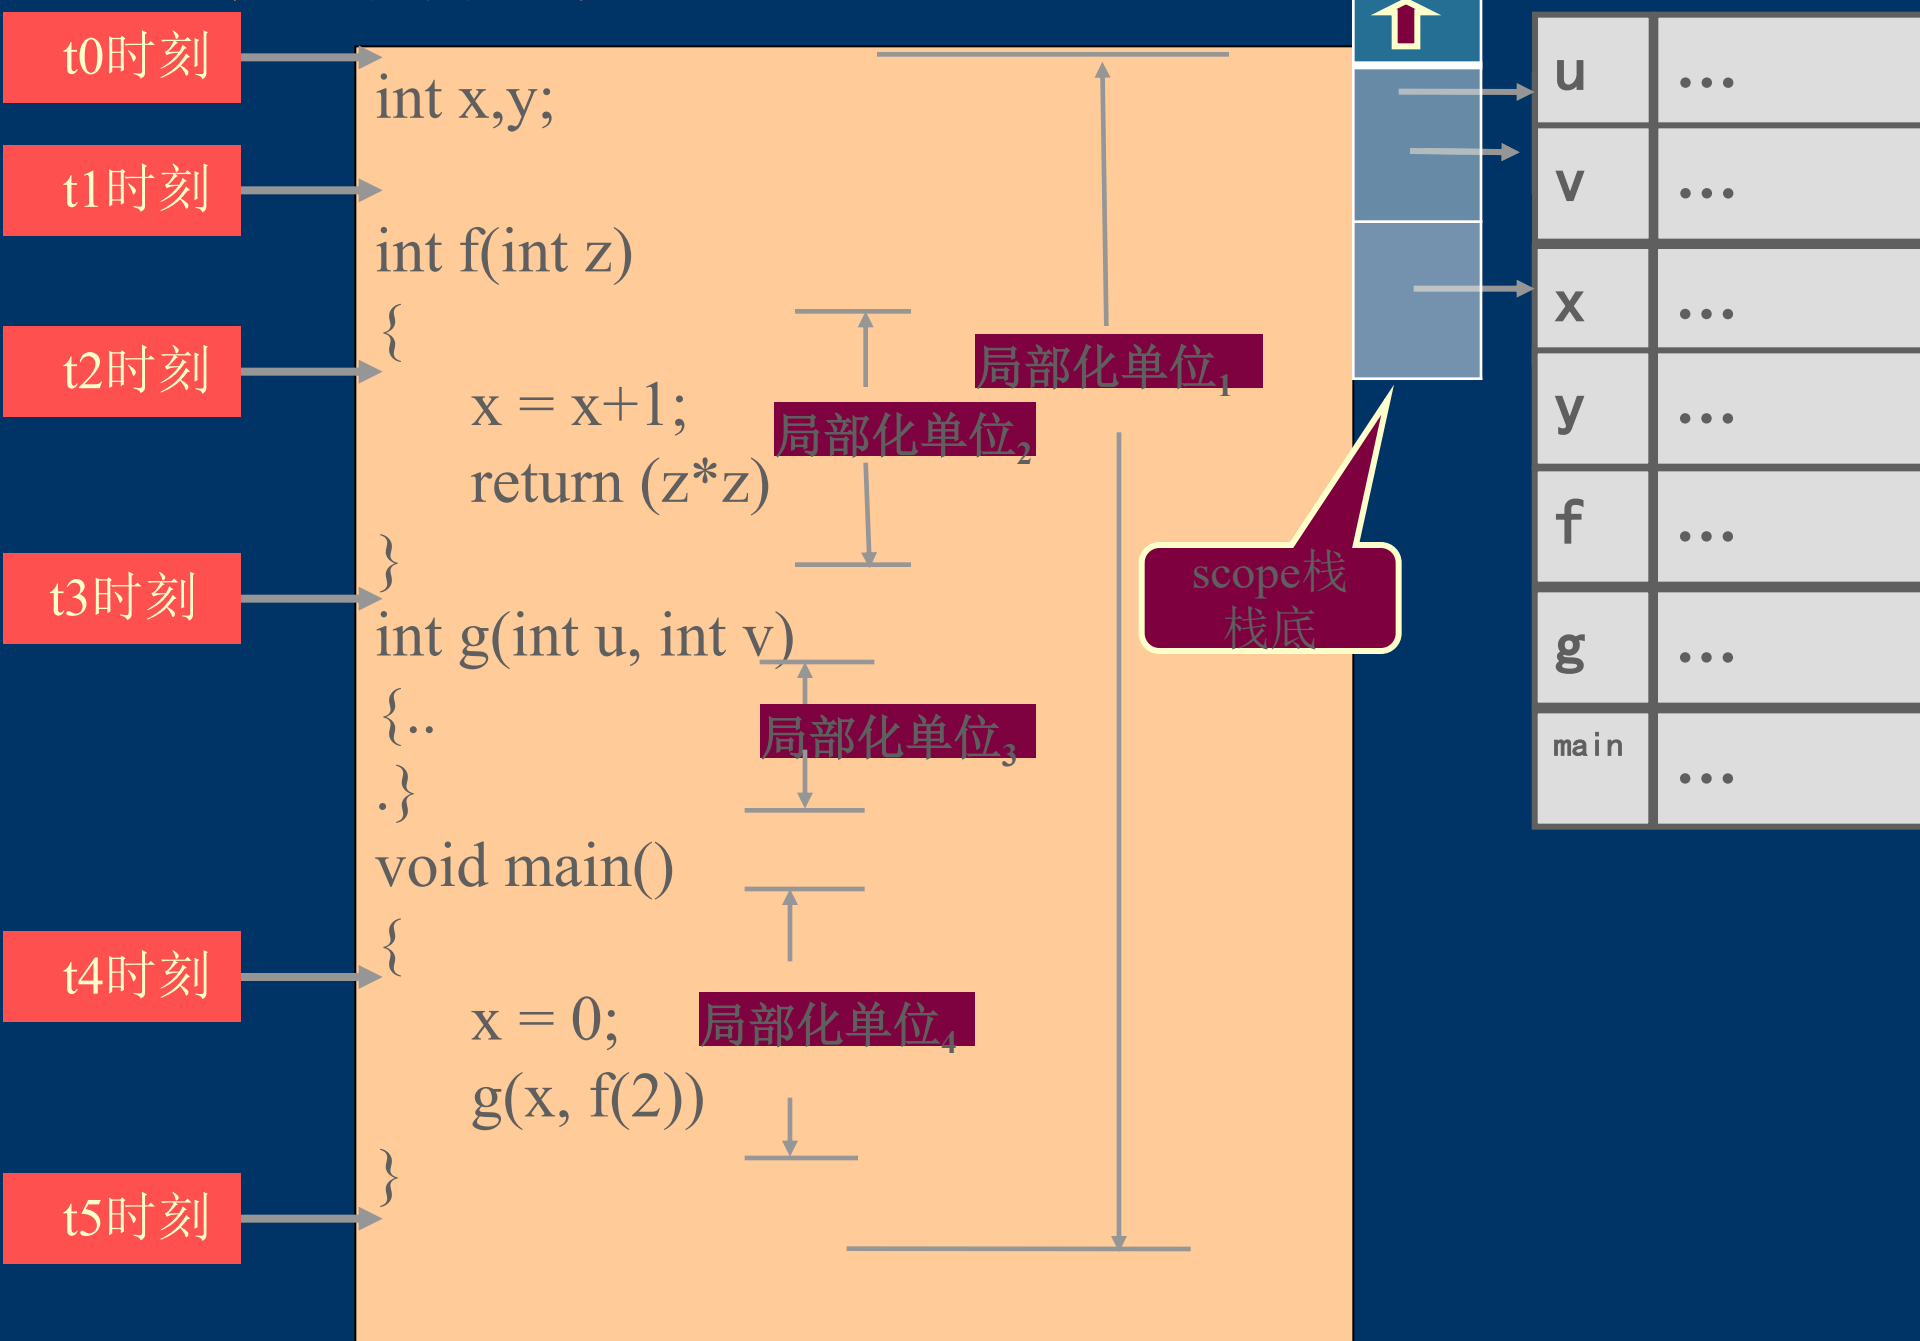 t0时刻
t1时刻
t2时刻
t3时刻
t4时刻
t5时刻
int x,y;
int f(int z)
{
x = x+1;
return (z*z)
}
int g(int u, int v)
{..
.}
void main()
{
x = 0;
g(x, f(2))
}
局部化单位1
局部化单位2
局部化单位3
局部化单位4
scope栈
栈底
u ...
v ...
x ...
y ...
f ...
g ...
main ...